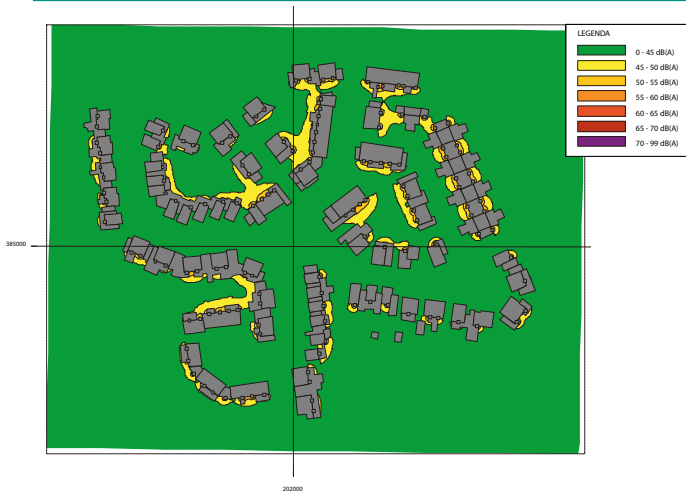 LEGENDA
0 - 45 dB(A)
45 - 50 dB(A)
50 - 55 dB(A)
55 - 60 dB(A)
60 - 65 dB(A)
65 - 70 dB(A)
70 - 99 dB(A)
385000
202000